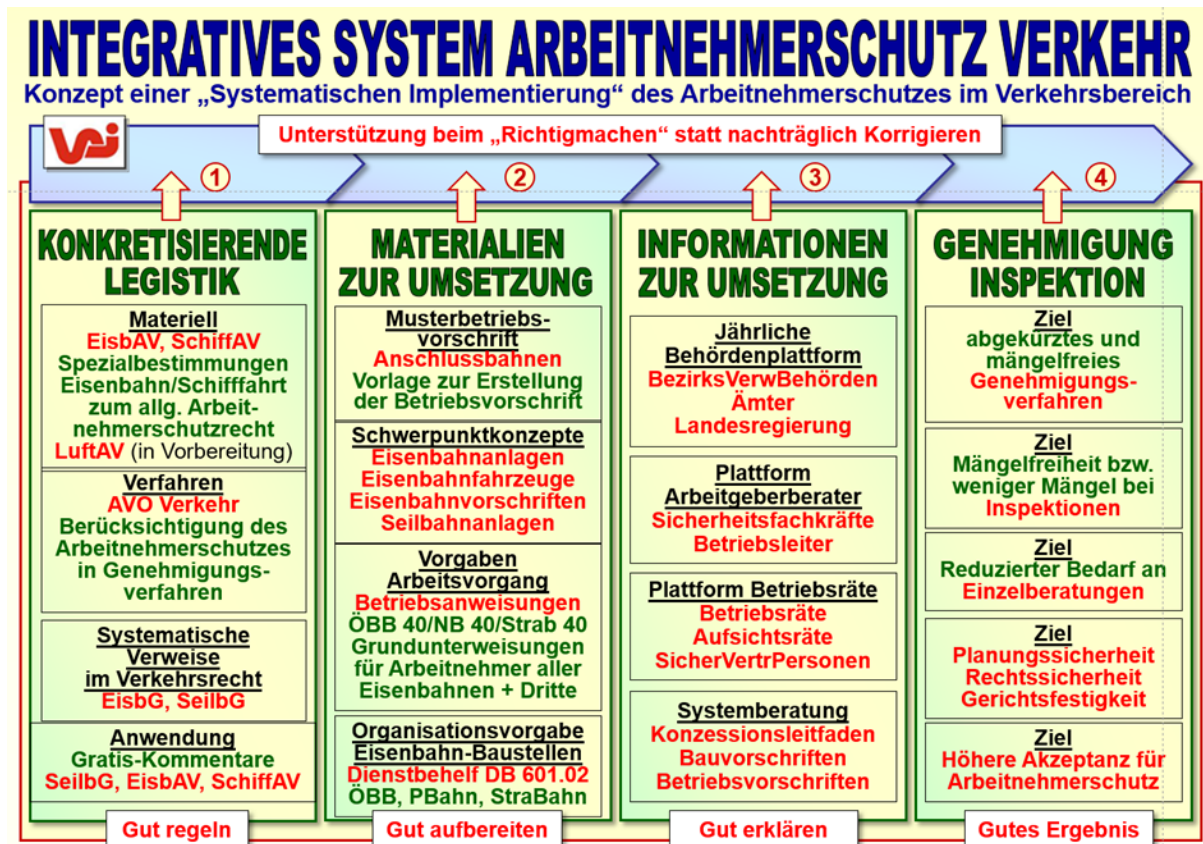 INTEGRATIVES SYSTEM ARBEITNEHMERSCHUTZ VERKEHR
Konzept einer „Systematischen Implementierung“ des Arbeitnehmerschutzes im Verkehrsbereich
Unterstützung beim „Richtigmachen“ statt nachträglich Korrigieren
1
KONKRETISIERENDE
LEGISTIK
Materiell
EisbAV, SchiffAV
Spezialbestimmungen
Eisenbahn/Schifffahrt
zum allg. Arbeit-
nehmerschutzrecht
LuftAV (in Vorbereitung)
Verfahren
AVO Verkehr
Berücksichtigung des
Arbeitnehmerschutzes
in Genehmigungs-
verfahren
Systematische
Verweise
im Verkehrsrecht
EisbG, SeilbG
Anwendung
Gratis-Kommentare
SeilbG, EisbAV, SchiffAV
Gut regeln
2
MATERIALIEN
ZUR UMSETZUNG
Musterbetriebs-
vorschrift
Anschlussbahnen
Vorlage zur Erstellung
der Betriebsvorschrift
Schwerpunktkonzepte
Eisenbahnanlagen
Eisenbahnfahrzeuge
Eisenbahnvorschriften
Seilbahnanlagen
Vorgaben
Arbeitsvorgang
Betriebsanweisungen
ÖBB 40/NB 40/Strab 40
Grundunterweisungen
für Arbeitnehmer aller
Eisenbahnen + Dritte
Organisationsvorgabe
Eisenbahn-Baustellen
Dienstbehelf DB 601.02
ÖBB, PBahn, StraBahn
Gut aufbereiten
3
INFORMATIONEN
ZUR UMSETZUNG
Jährliche
Behördenplattform
BezirksVerwBehörden
Ämter
Landesregierung
Plattform
Arbeitgeberberater
Sicherheitsfachkräfte
Betriebsleiter
Plattform Betriebsräte
Betriebsräte
Aufsichtsräte
SicherVertrPersonen
Systemberatung
Konzessionsleitfaden
Bauvorschriften
Betriebsvorschriften
Gut erklären
4
GENEHMIGUNG
INSPEKTION
Ziel
abgekürztes und
mängelfreies
Genehmigungs-
verfahren
Ziel
Mängelfreiheit bzw.
weniger Mängel bei
Inspektionen
Ziel
Reduzierter Bedarf an
Einzelberatungen
Ziel
Planungssicherheit
Rechtssicherheit
Gerichtsfestigkeit
Ziel
Höhere Akzeptanz für
Arbeitnehmerschutz
Gutes Ergebnis